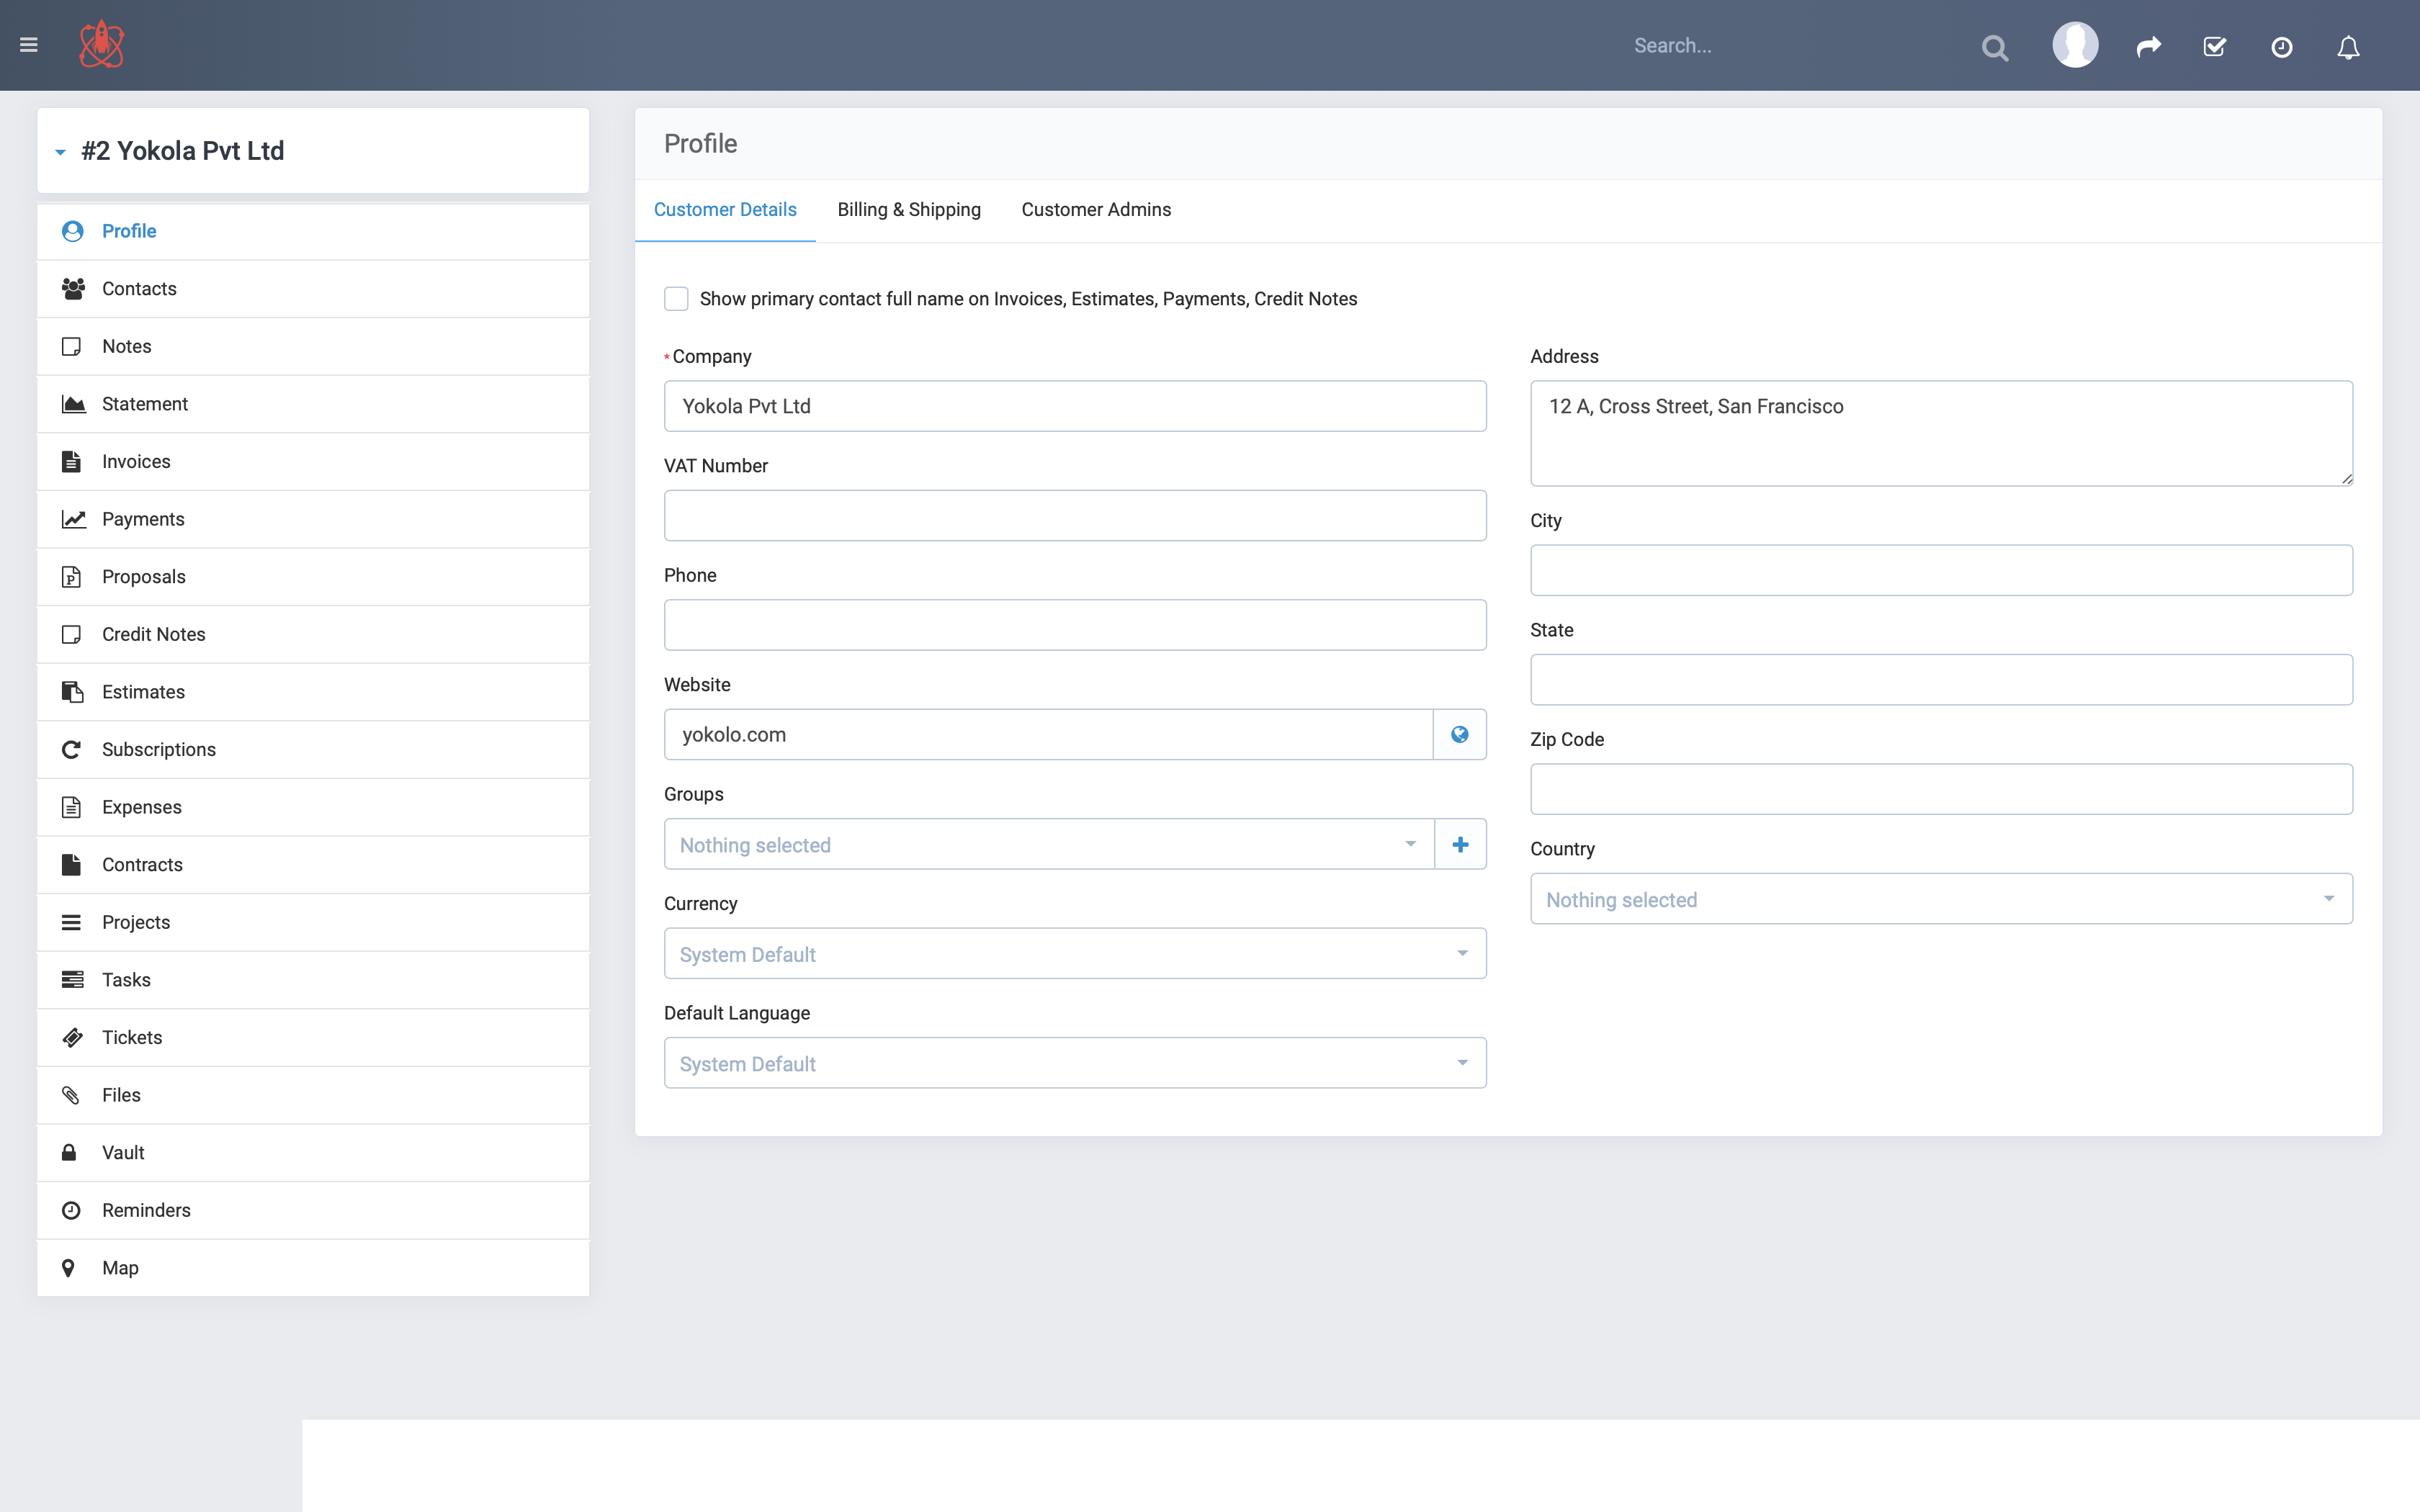 Search...
#2 Yokola Pvt Ltd
Profile
Contacts
Notes
Statement
Invoices
Payments
Proposals
Credit Notes
Estimates
Subscriptions
Expenses
Contracts
Projects
Tasks
Tickets
Files
Vault
Reminders
Map
Profile
Customer Details
Billing & Shipping
Customer Admins
Show primary contact full name on Invoices, Estimates, Payments, Credit Notes
* Company
Yokola Pvt Ltd
VAT Number
Phone
Website
yokolo.com
Groups
Nothing selected
Currency
System Default
Default Language
System Default
Address
12 A, Cross Street, San Francisco
City
State
Zip Code
Country
Nothing selected